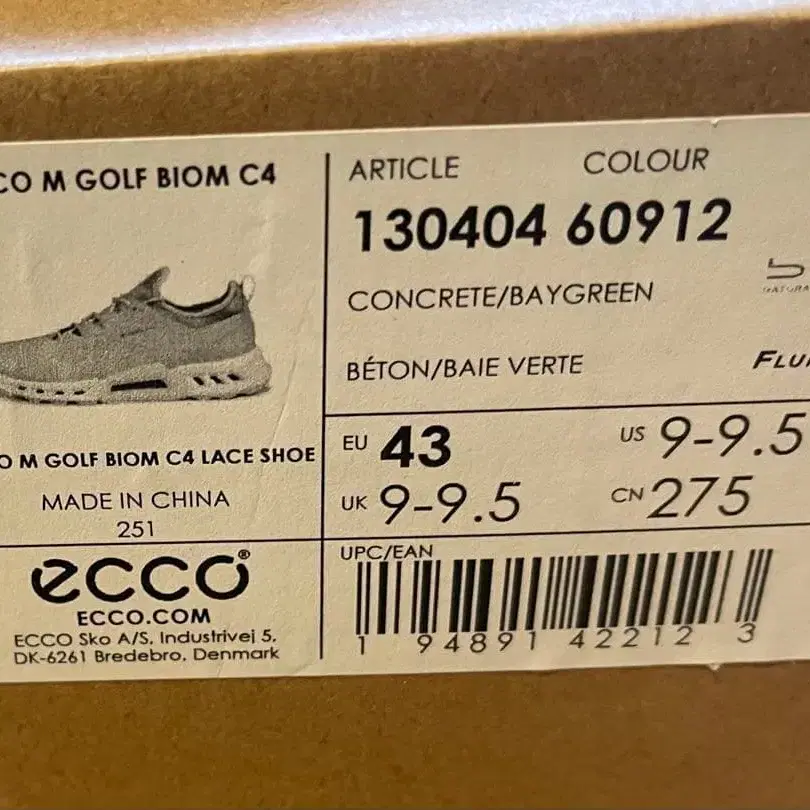 CO M GOLF BIOM C4
O M GOLF BIOM C4 LACE SHOE
MADE IN CHINA
251
ecco®
ECCO.COM
ECCO Sko A/S, Industrivej 5,
DK-6261 Bredebro, Denmark
ARTICLE COLOUR
130404 60912
CONCRETE/BAYGREEN
BÉTON/BAIE VERTE
FLUI
EU 43 US 9-9.5
UK 9-9.5 CN 275
UPC/EAN
1 94891 42212 3